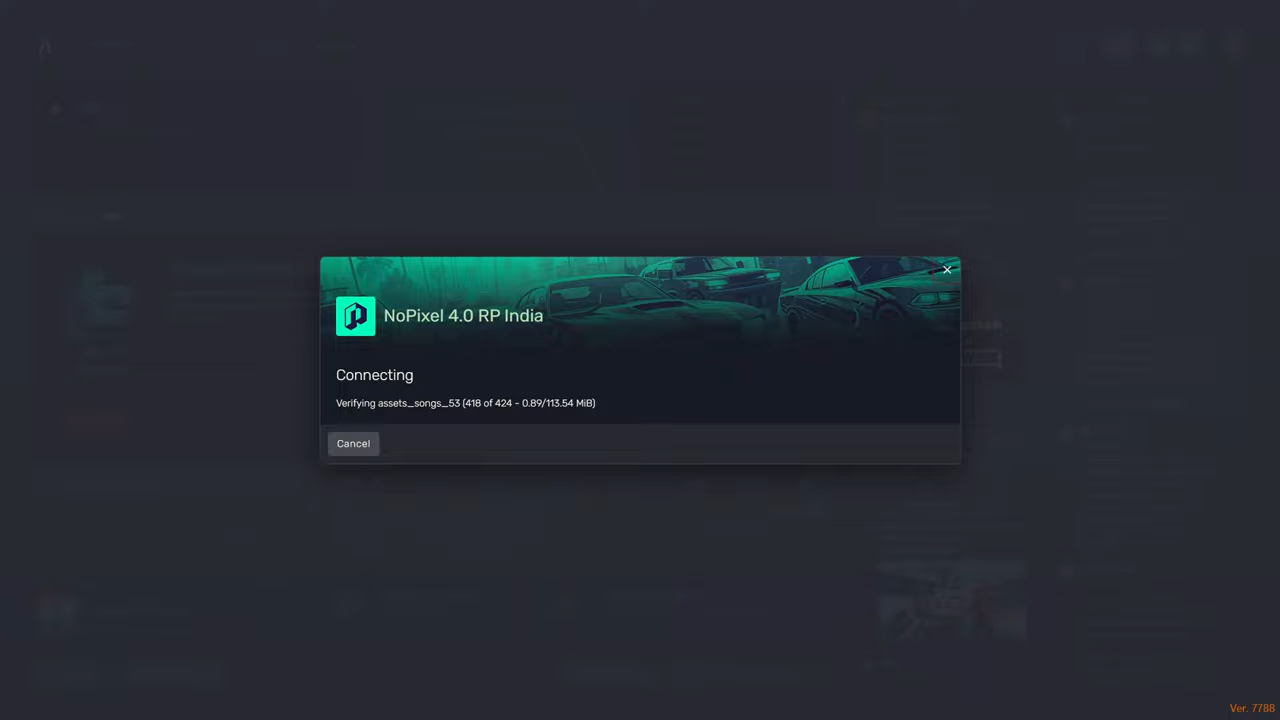 NoPixel 4.0 RP India
Connecting
Verifying assets_songs_53 (418 of 424 - 0.89/113.54 MiB)
Cancel
Ver. 7788